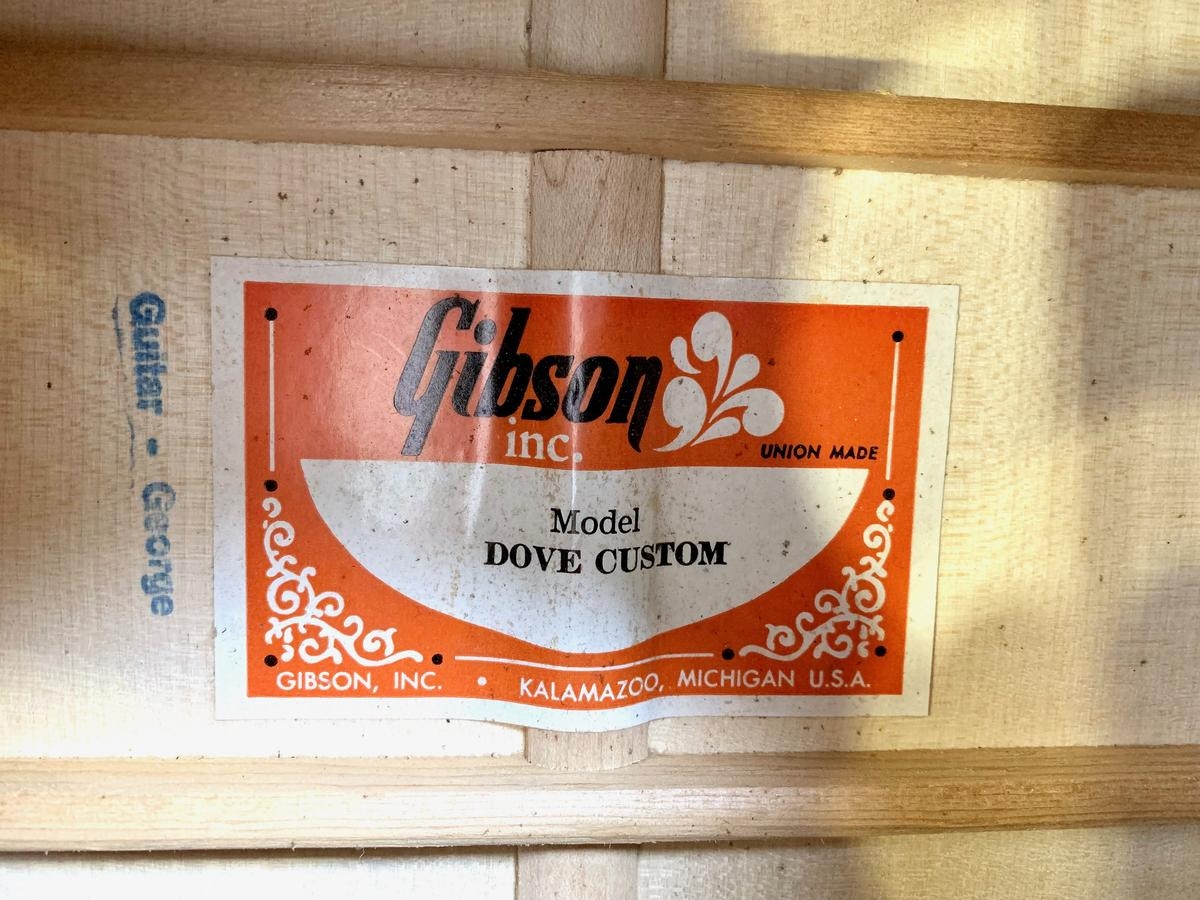 Gibson
inc.
UNION MADE
Model
DOVE CUSTOM
GIBSON, INC. • KALAMAZOO, MICHIGAN U.S.A.
Guitar • George